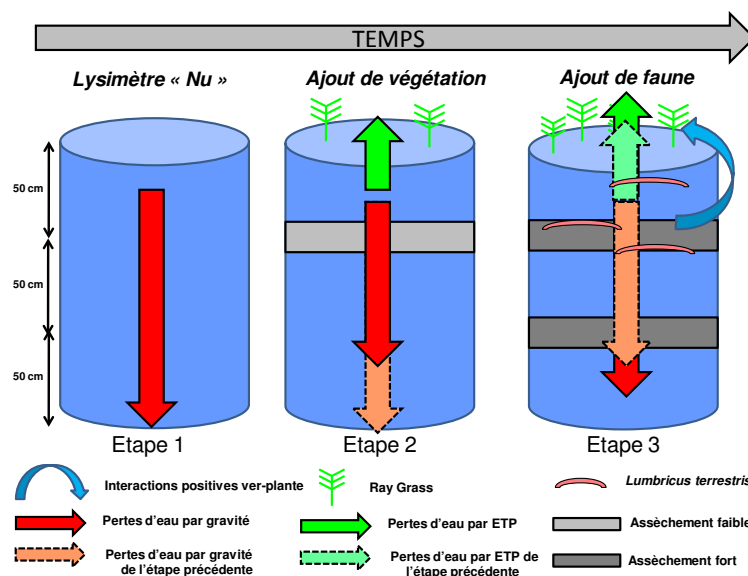 TEMPS
Lysimètre « Nu »
Ajout de végétation
Ajout de faune
50 cm
50 cm
50 cm
Etape 1
Etape 2
Etape 3
Interactions positives ver-plante
Ray Grass
Lumbricus terrestris
Pertes d'eau par gravité
Pertes d'eau par ETP
Assèchement faible
Pertes d'eau par gravité
de l'étape précédente
Pertes d'eau par ETP de
l'étape précédente
Assèchement fort